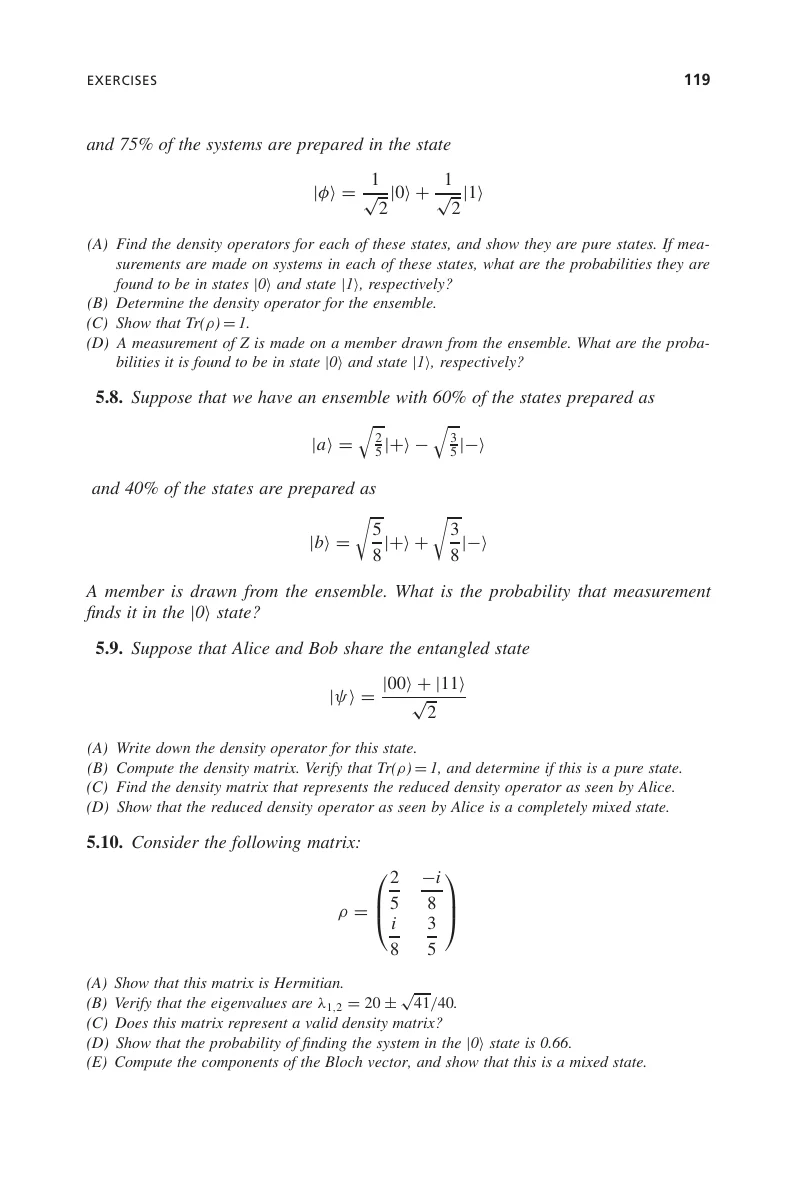 EXERCISES 119
and 75% of the systems are prepared in the state
|ϕ⟩ = 1/√2 |0⟩ + 1/√2 |1⟩
(A) Find the density operators for each of these states, and show they are pure states. If mea-
surements are made on systems in each of these states, what are the probabilities they are
found to be in states |0⟩ and state |1⟩, respectively?
(B) Determine the density operator for the ensemble.
(C) Show that Tr(ρ) = 1.
(D) A measurement of Z is made on a member drawn from the ensemble. What are the proba-
bilities it is found to be in state |0⟩ and state |1⟩, respectively?
5.8. Suppose that we have an ensemble with 60% of the states prepared as
|a⟩ = √(2/5) |+⟩ − √(3/5) |−⟩
and 40% of the states are prepared as
|b⟩ = √(5/8) |+⟩ + √(3/8) |−⟩
A member is drawn from the ensemble. What is the probability that measurement
finds it in the |0⟩ state?
5.9. Suppose that Alice and Bob share the entangled state
|ψ⟩ = (|00⟩ + |11⟩)/√2
(A) Write down the density operator for this state.
(B) Compute the density matrix. Verify that Tr(ρ) = 1, and determine if this is a pure state.
(C) Find the density matrix that represents the reduced density operator as seen by Alice.
(D) Show that the reduced density operator as seen by Alice is a completely mixed state.
5.10. Consider the following matrix:
ρ = ( 2/5 −i/8
i/8 3/5 )
(A) Show that this matrix is Hermitian.
(B) Verify that the eigenvalues are λ1,2 = 20 ± √41/40.
(C) Does this matrix represent a valid density matrix?
(D) Show that the probability of finding the system in the |0⟩ state is 0.66.
(E) Compute the components of the Bloch vector, and show that this is a mixed state.